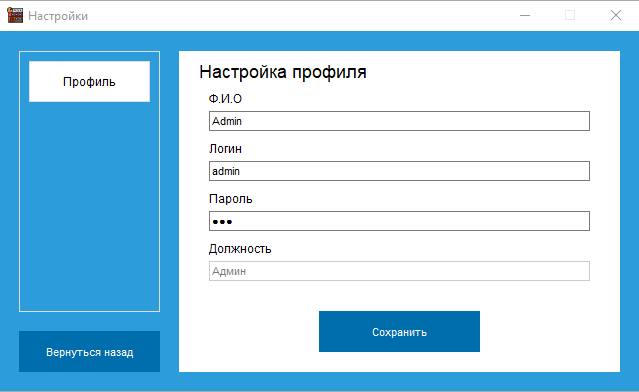 Настройки
Профиль
Настройка профиля
Ф.И.О
Admin
Логин
admin
Пароль
●●●
Должность
Админ
Сохранить
Вернуться назад